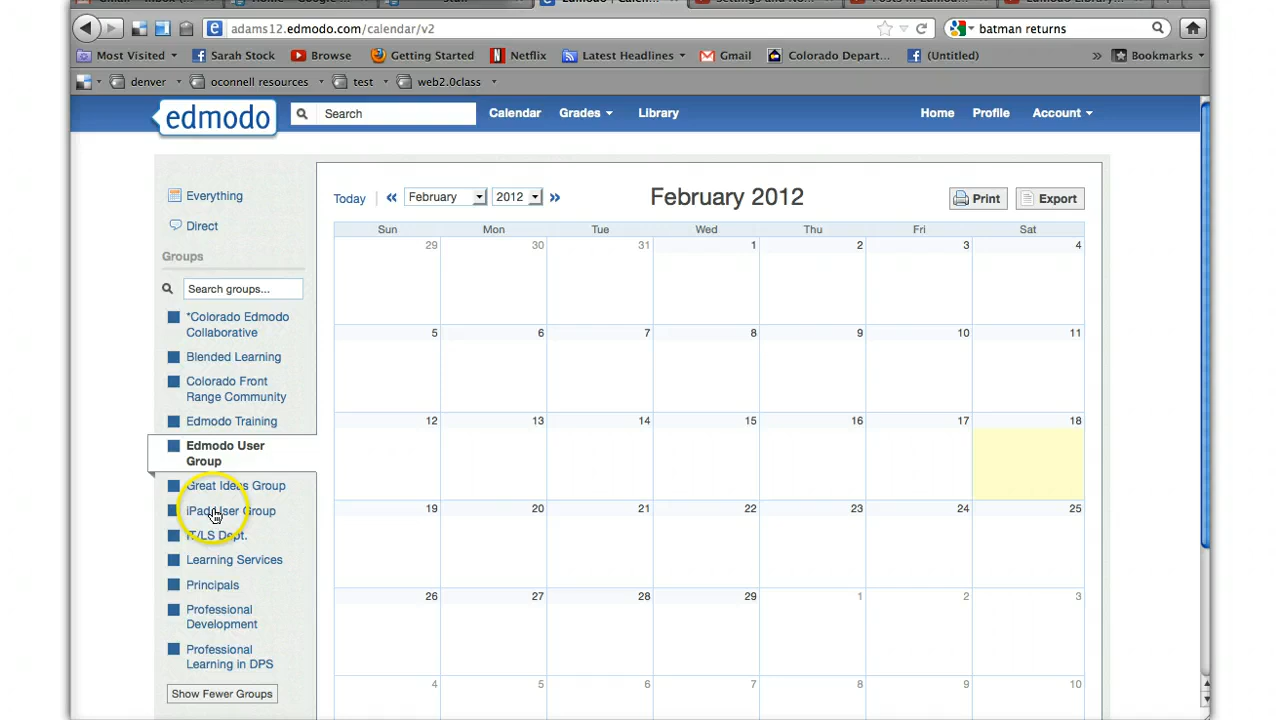 adams12.edmodo.com/calendar/v2
batman returns
Most Visited
Sarah Stock
Browse
Getting Started
Netflix
Latest Headlines
Gmail
Colorado Depart...
(Untitled)
»
Bookmarks
denver
oconnell resources
test
web2.0class
edmodo
Search
Calendar
Grades
Library
Home
Profile
Account
Everything
Direct
Groups
Search groups...
*Colorado Edmodo
Collaborative
Blended Learning
Colorado Front
Range Community
Edmodo Training
Edmodo User
Group
Great Ideas Group
iPad User Group
IT/LS Dept.
Learning Services
Principals
Professional
Development
Professional
Learning in DPS
Show Fewer Groups
Today | « February 2012 »
February 2012
Print
Export
Sun Mon Tue Wed Thu Fri Sat
29 30 31 1 2 3 4
5 6 7 8 9 10 11
12 13 14 15 16 17 18
19 20 21 22 23 24 25
26 27 28 29 1 2 3
4 5 6 7 8 9 10